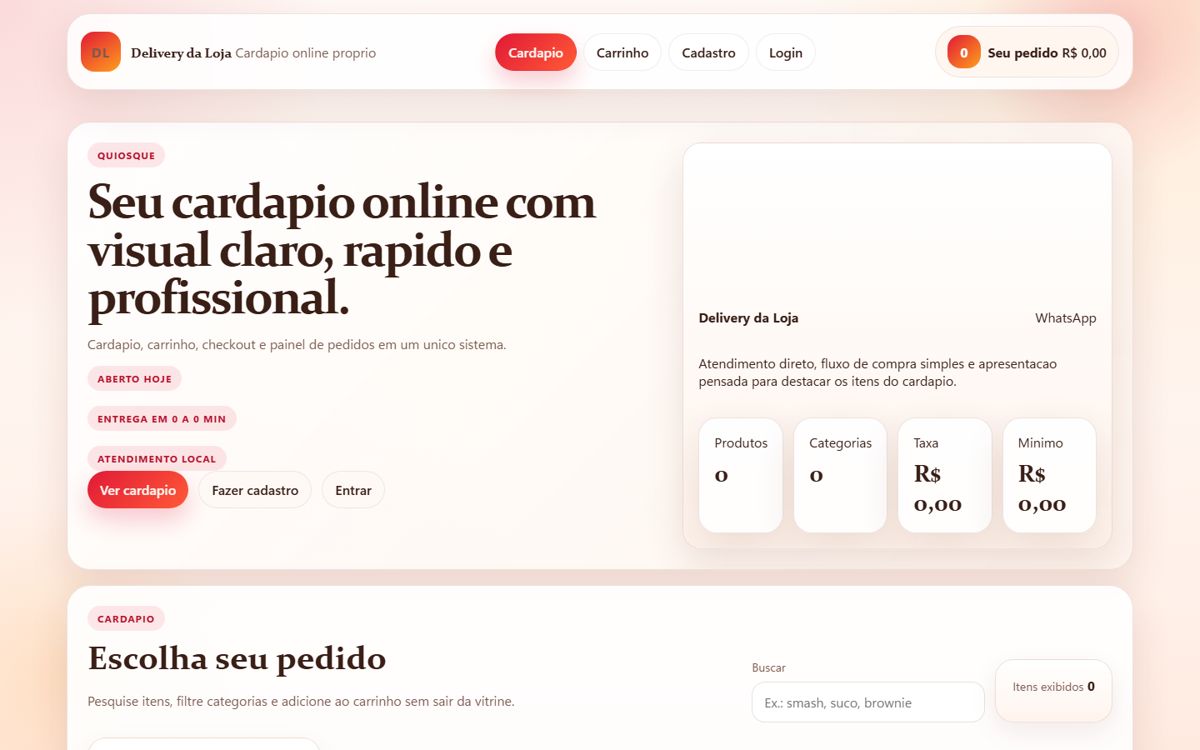 DL
Delivery da Loja Cardapio online proprio
Cardapio
Carrinho
Cadastro
Login
0
Seu pedido R$ 0,00
QUIOSQUE
Seu cardapio online com
visual claro, rapido e
profissional.
Cardapio, carrinho, checkout e painel de pedidos em um unico sistema.
ABERTO HOJE
ENTREGA EM 0 A 0 MIN
ATENDIMENTO LOCAL
Ver cardapio
Fazer cadastro
Entrar
Delivery da Loja
WhatsApp
Atendimento direto, fluxo de compra simples e apresentacao
pensada para destacar os itens do cardapio.
Produtos
0
Categorias
0
Taxa
R$
0,00
Minimo
R$
0,00
CARDAPIO
Escolha seu pedido
Pesquise itens, filtre categorias e adicione ao carrinho sem sair da vitrine.
Buscar
Ex.: smash, suco, brownie
Itens exibidos 0